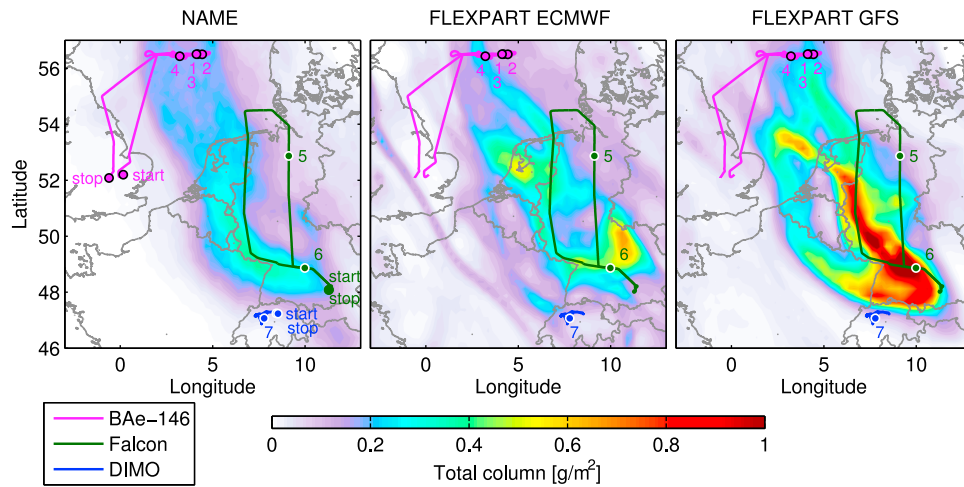 NAME FLEXPART ECMWF FLEXPART GFS
56
54
52
50
48
46
Latitude
4 1 2
3
5
stop start
6
start
stop
start
stop
7
4 1 2
3
5
6
7
4 1 2
3
5
6
7
0 5 10 0 5 10 0 5 10
Longitude Longitude Longitude
BAe−146
Falcon
DIMO
0 0.2 0.4 0.6 0.8 1
Total column [g/m²]